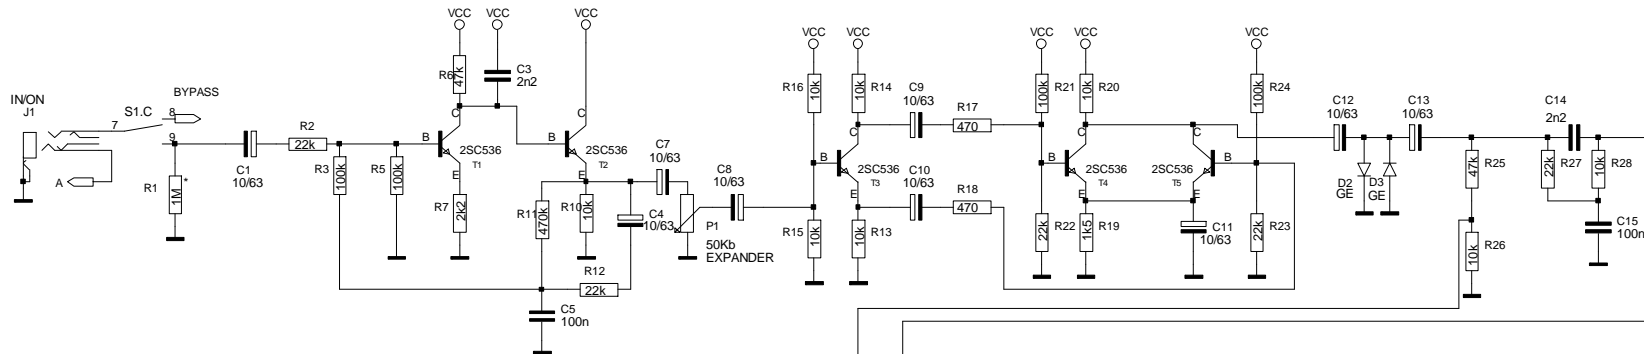 VCC
VCC
VCC
VCC
VCC
VCC
VCC
VCC
IN/ON
J1
S1.C
BYPASS
7
8
9
A
R1
1M
*
C1
10/63
R2
22k
R3
100k
R5
100k
R6
47k
C3
2n2
C
B
E
2SC536
T1
R7
2k2
C
B
E
2SC536
T2
R11
470k
R10
10k
C4
10/63
C7
10/63
R12
22k
C5
100n
P1
50Kb
EXPANDER
C8
10/63
R16
10k
R15
10k
R14
10k
C
B
E
2SC536
T3
R13
10k
C9
10/63
C10
10/63
R17
470
R18
470
R21
100k
R22
22k
R20
10k
C
B
E
2SC536
T4
R19
1k5
C
B
E
2SC536
T5
C11
10/63
R24
100k
R23
22k
C12
10/63
C13
10/63
D2
GE
D3
GE
R25
47k
R26
10k
C14
2n2
R27
22k
R28
10k
C15
100n